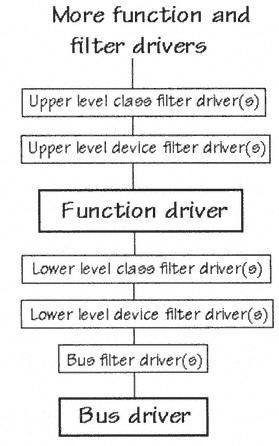 More function and
filter drivers
Upper level class filter driver(s)
Upper level device filter driver(s)
Function driver
Lower level class filter driver(s)
Lower level device filter driver(s)
Bus filter driver(s)
Bus driver